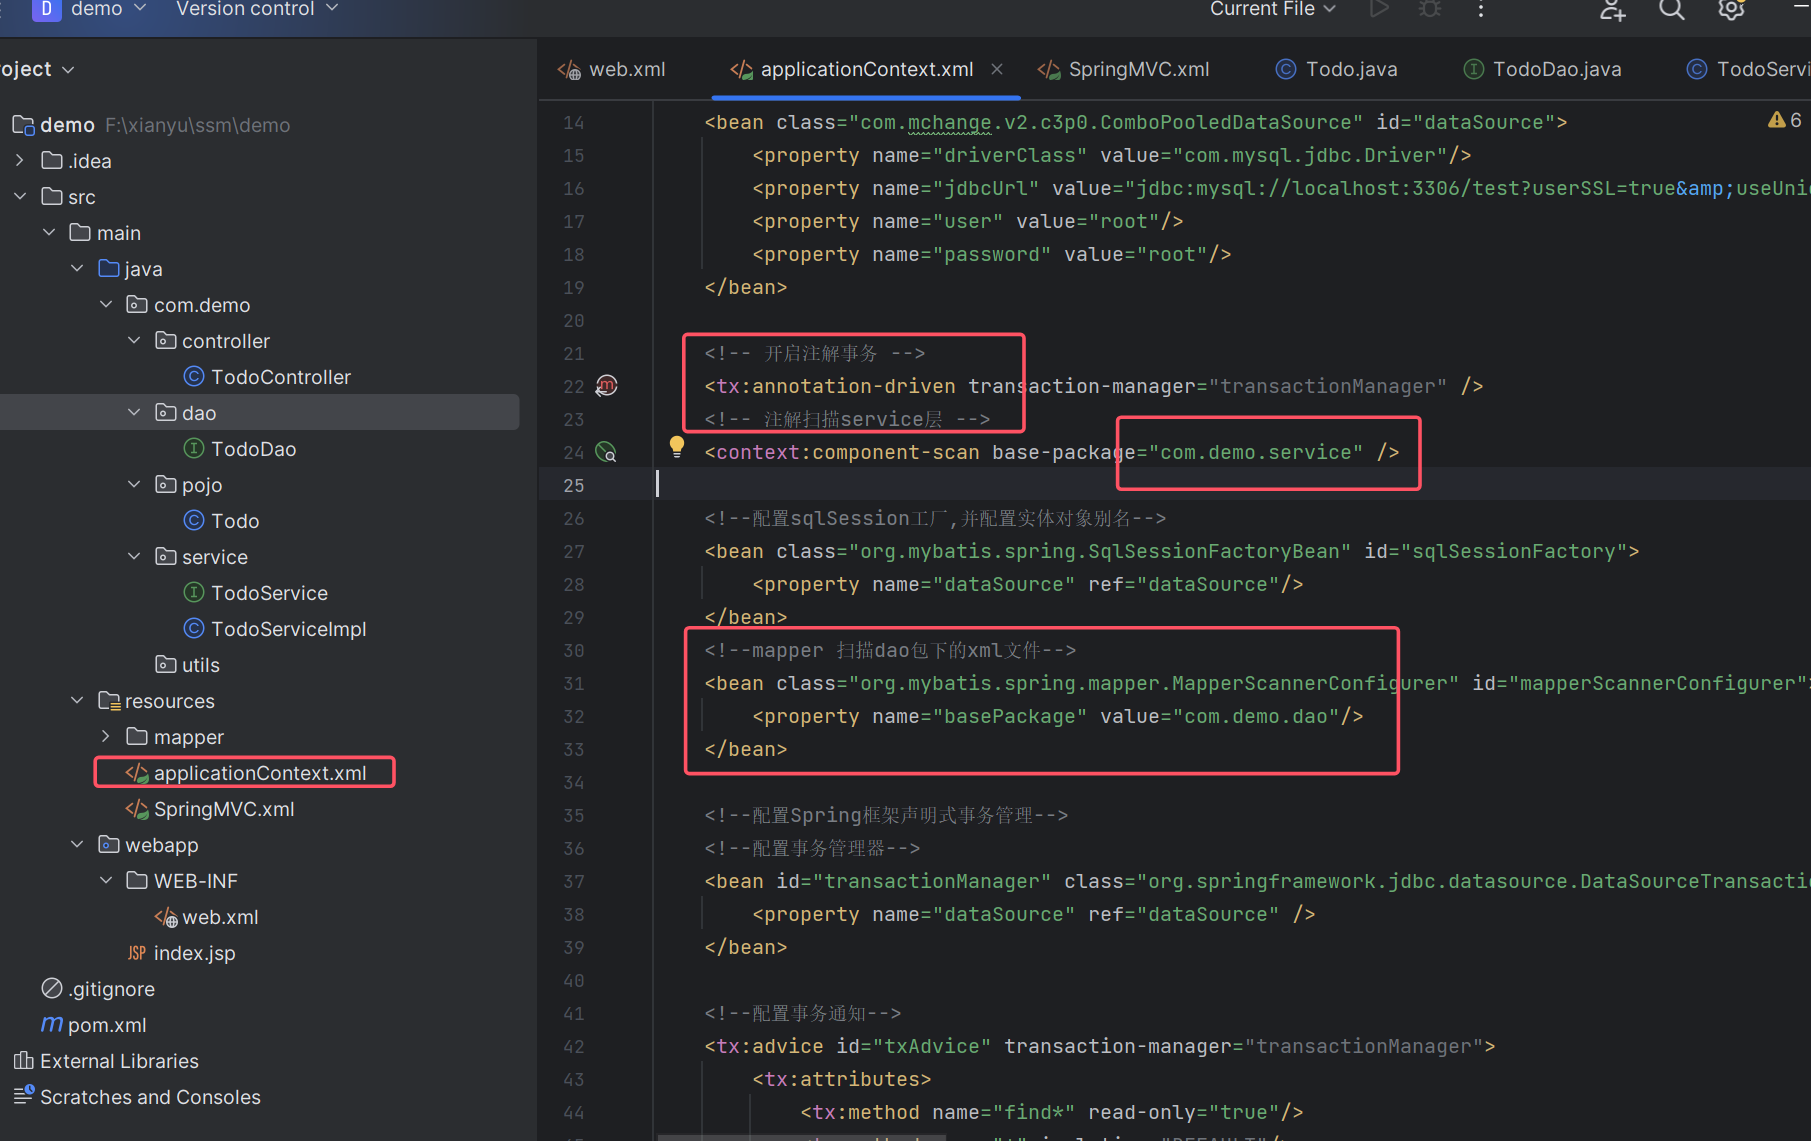 D demo Version control Current File
oject
web.xml applicationContext.xml SpringMVC.xml Todo.java TodoDao.java TodoServi
demo F:\xianyu\ssm\demo
.idea
src
main
java
com.demo
controller
TodoController
dao
TodoDao
pojo
Todo
service
TodoService
TodoServiceImpl
utils
resources
mapper
applicationContext.xml
SpringMVC.xml
webapp
WEB-INF
web.xml
JSP index.jsp
.gitignore
m pom.xml
External Libraries
Scratches and Consoles
14 <bean class="com.mchange.v2.c3p0.ComboPooledDataSource" id="dataSource"> 6
15 <property name="driverClass" value="com.mysql.jdbc.Driver"/>
16 <property name="jdbcUrl" value="jdbc:mysql://localhost:3306/test?userSSL=true&amp;useUnic
17 <property name="user" value="root"/>
18 <property name="password" value="root"/>
19 </bean>
20
21 <!-- 开启注解事务 -->
22 <tx:annotation-driven transaction-manager="transactionManager" />
23 <!-- 注解扫描service层 -->
24 <context:component-scan base-package="com.demo.service" />
25
26 <!--配置sqlSession工厂,并配置实体对象别名-->
27 <bean class="org.mybatis.spring.SqlSessionFactoryBean" id="sqlSessionFactory">
28 <property name="dataSource" ref="dataSource"/>
29 </bean>
30 <!--mapper 扫描dao包下的xml文件-->
31 <bean class="org.mybatis.spring.mapper.MapperScannerConfigurer" id="mapperScannerConfigurer">
32 <property name="basePackage" value="com.demo.dao"/>
33 </bean>
34
35 <!--配置Spring框架声明式事务管理-->
36 <!--配置事务管理器-->
37 <bean id="transactionManager" class="org.springframework.jdbc.datasource.DataSourceTransactio
38 <property name="dataSource" ref="dataSource" />
39 </bean>
40
41 <!--配置事务通知-->
42 <tx:advice id="txAdvice" transaction-manager="transactionManager">
43 <tx:attributes>
44 <tx:method name="find*" read-only="true"/>